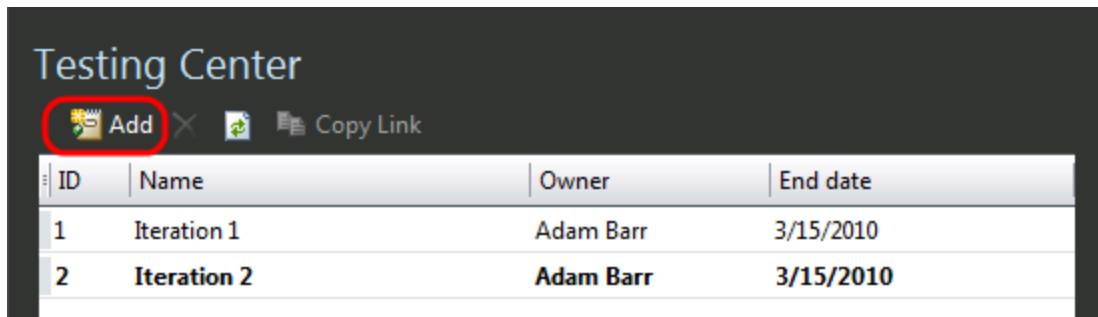 Testing Center
Add Copy Link
ID Name Owner End date
1 Iteration 1 Adam Barr 3/15/2010
2 Iteration 2 Adam Barr 3/15/2010